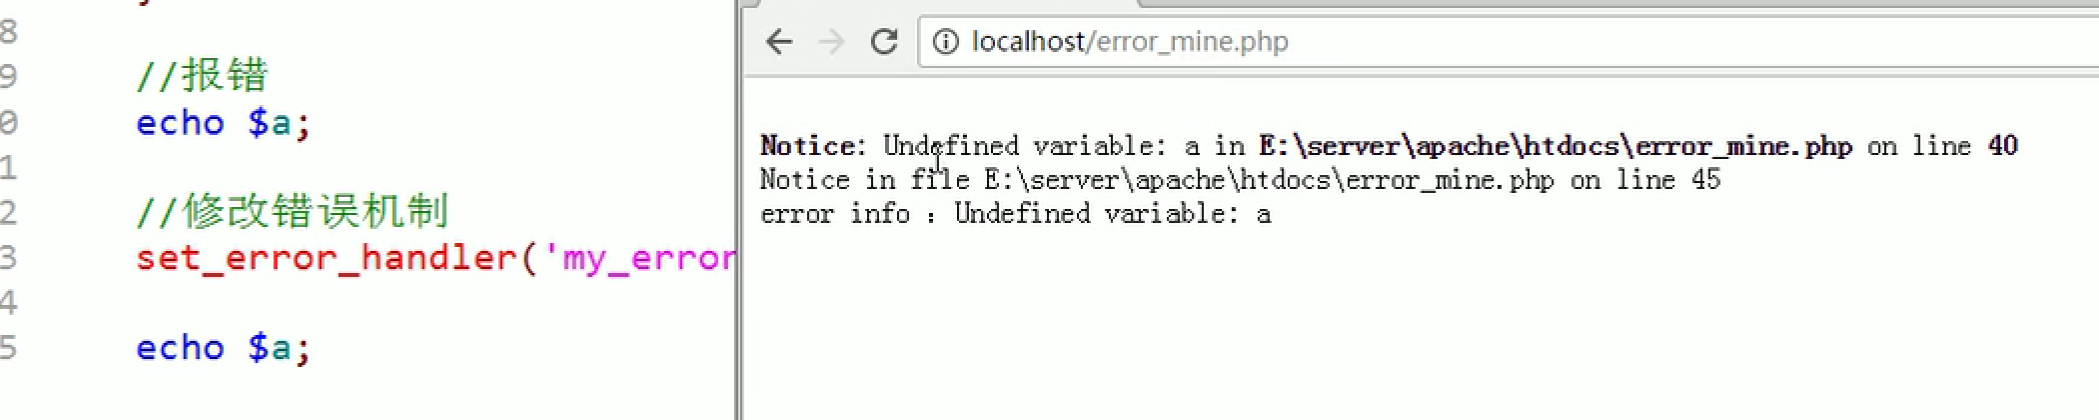 8
9 //报错
0 echo $a;
1
2 //修改错误机制
3 set_error_handler('my_error
4
5 echo $a;
localhost/error_mine.php
Notice: Undefined variable: a in E:\server\apache\htdocs\error_mine.php on line 40
Notice in file E:\server\apache\htdocs\error_mine.php on line 45
error info : Undefined variable: a